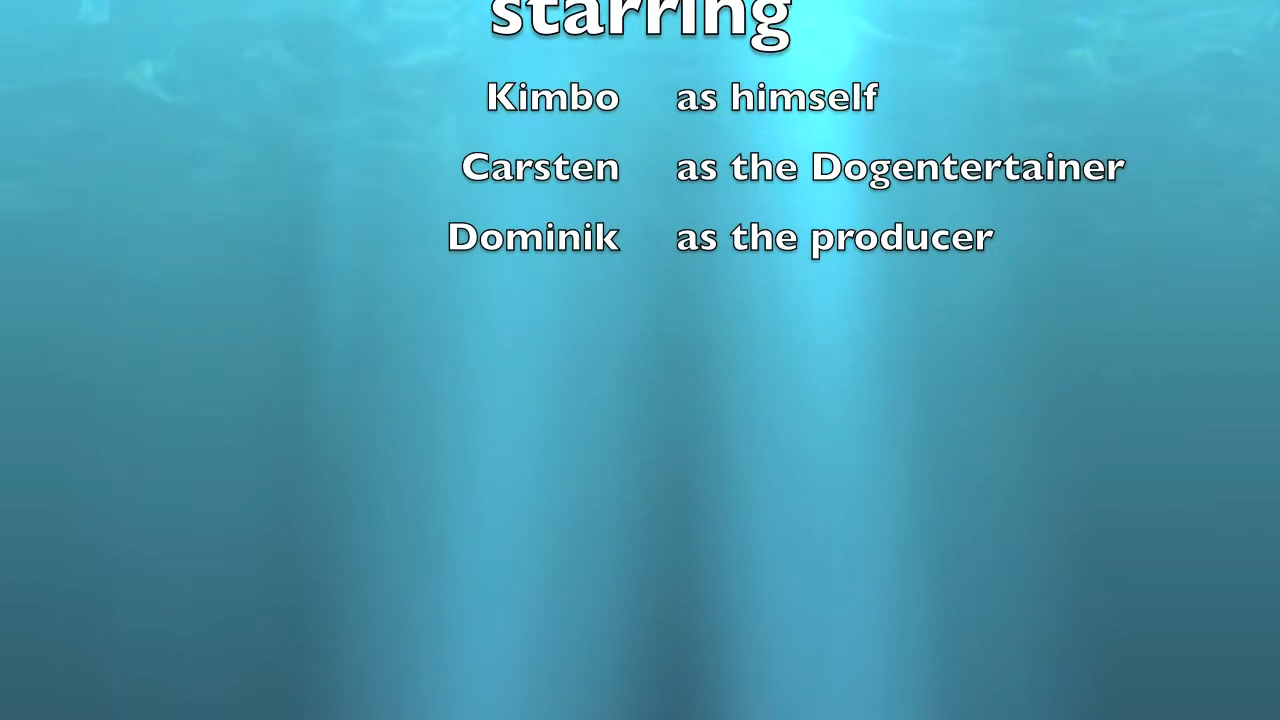 starring
Kimbo as himself
Carsten as the Dogentertainer
Dominik as the producer